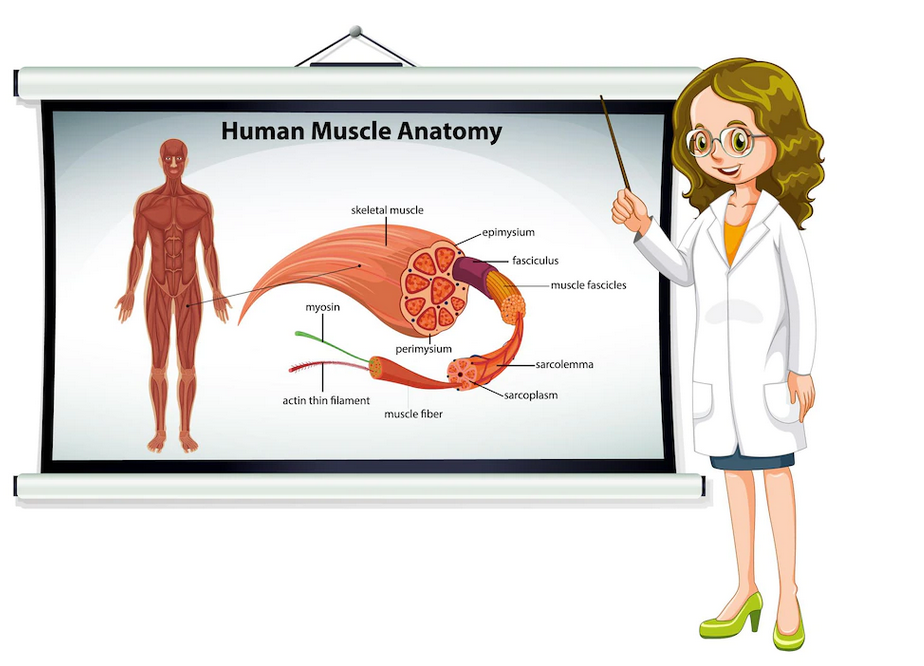 Human Muscle Anatomy
skeletal muscle
epimysium
fasciculus
muscle fascicles
myosin
perimysium
sarcolemma
actin thin filament
sarcoplasm
muscle fiber